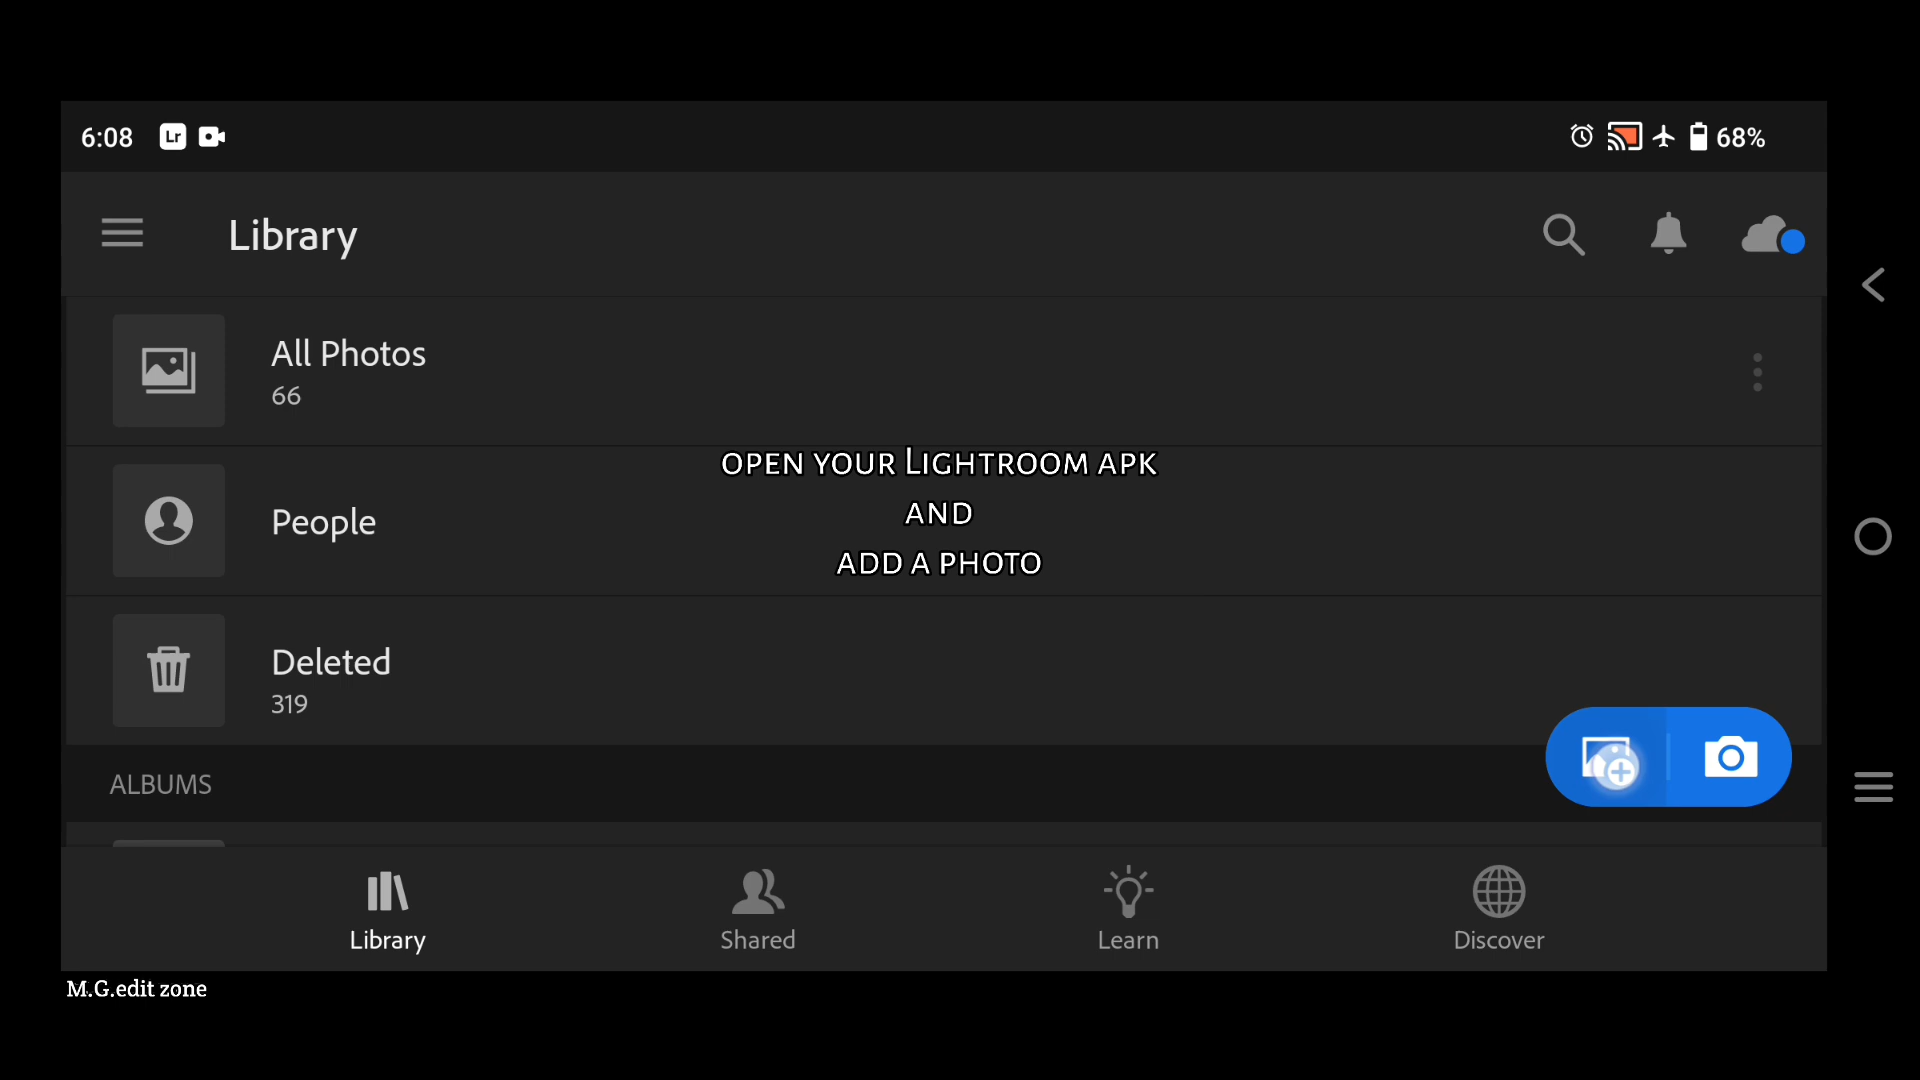 6:08 Lr 68%
Library
All Photos
66
OPEN YOUR LIGHTROOM APK
AND
People
ADD A PHOTO
Deleted
319
ALBUMS
Library Shared Learn Discover
M.G.edit zone